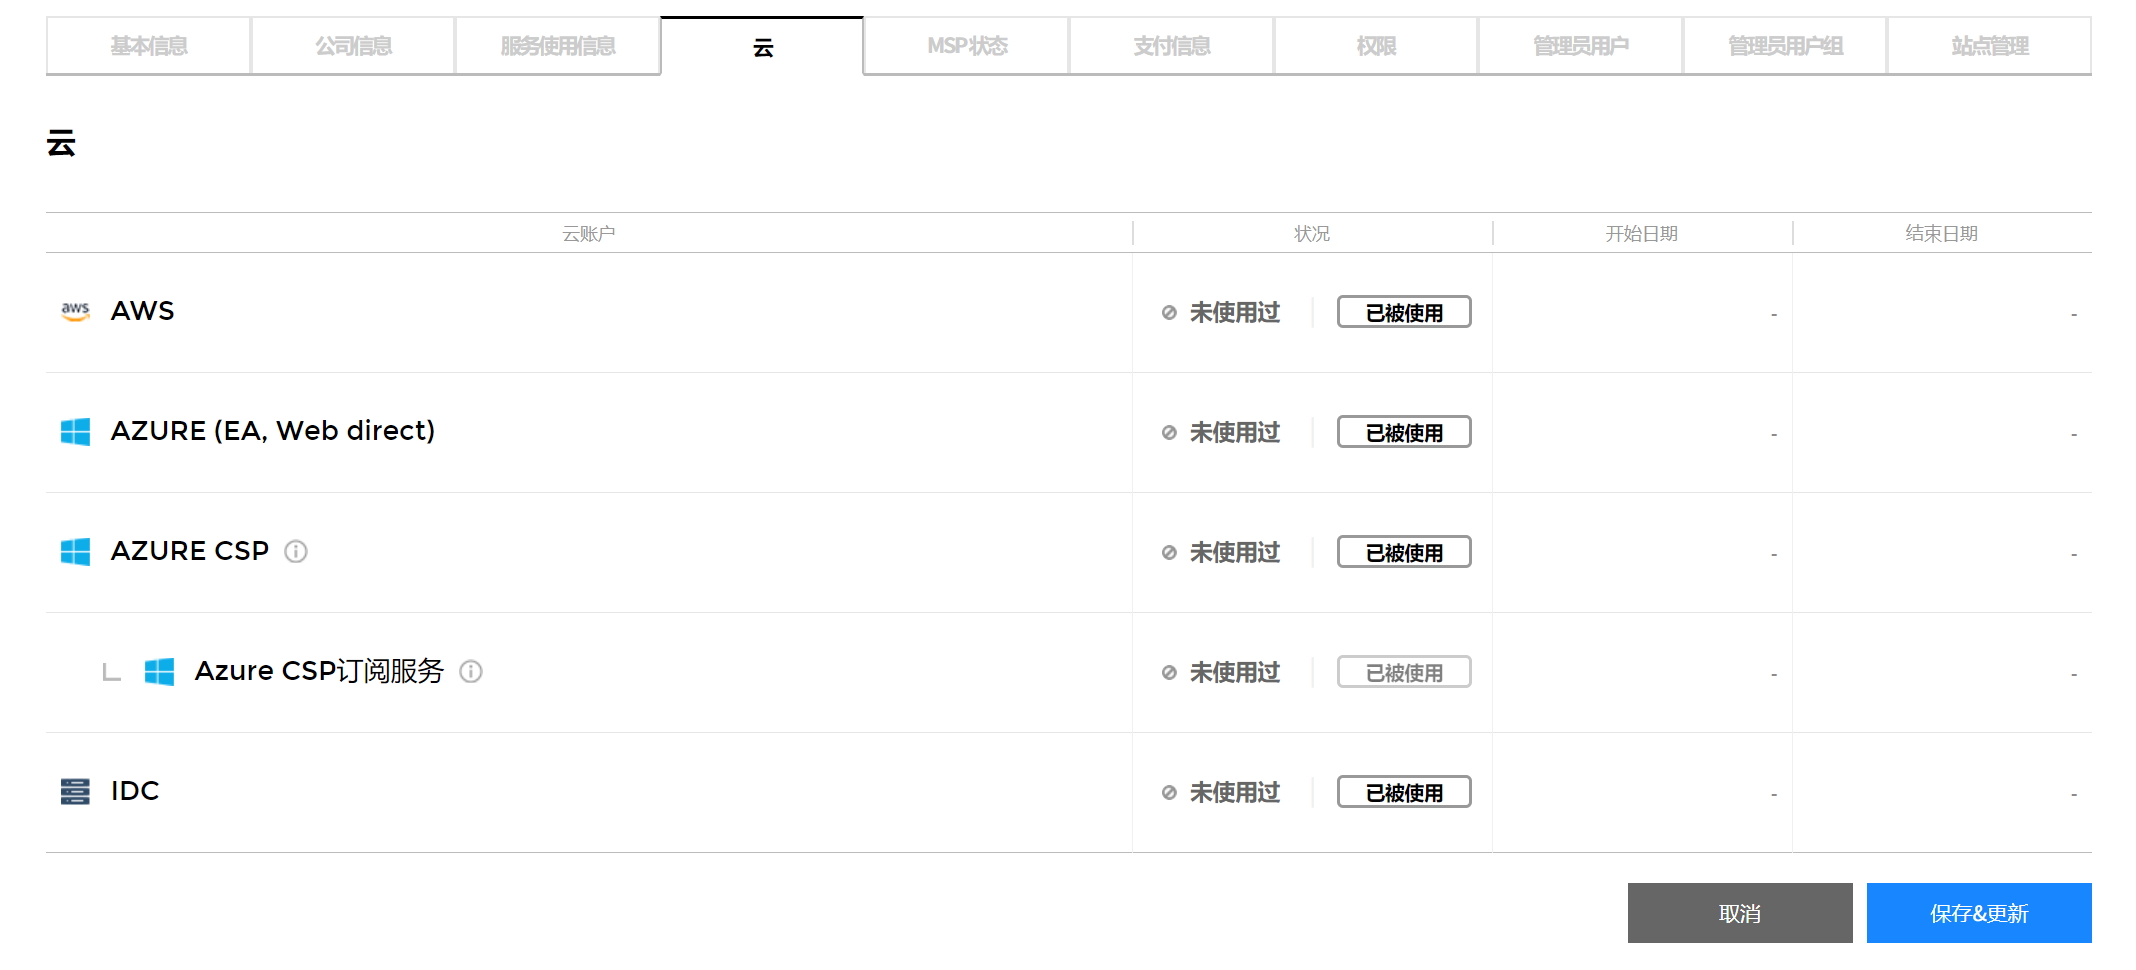 基本信息 公司信息 服务使用信息 云 MSP 状态 支付信息 权限 管理员用户 管理员用户组 站点管理
云
云账户 状况 开始日期 结束日期
aws AWS 未使用过 已被使用 - -
AZURE (EA, Web direct) 未使用过 已被使用 - -
AZURE CSP 未使用过 已被使用 - -
Azure CSP订阅服务 未使用过 已被使用 - -
IDC 未使用过 已被使用 - -
取消 保存&更新